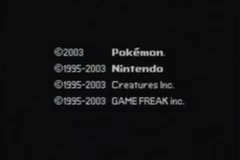 ©2003 Pokémon.
©1995-2003 Nintendo
©1995-2003 Creatures Inc.
©1995-2003 GAME FREAK inc.